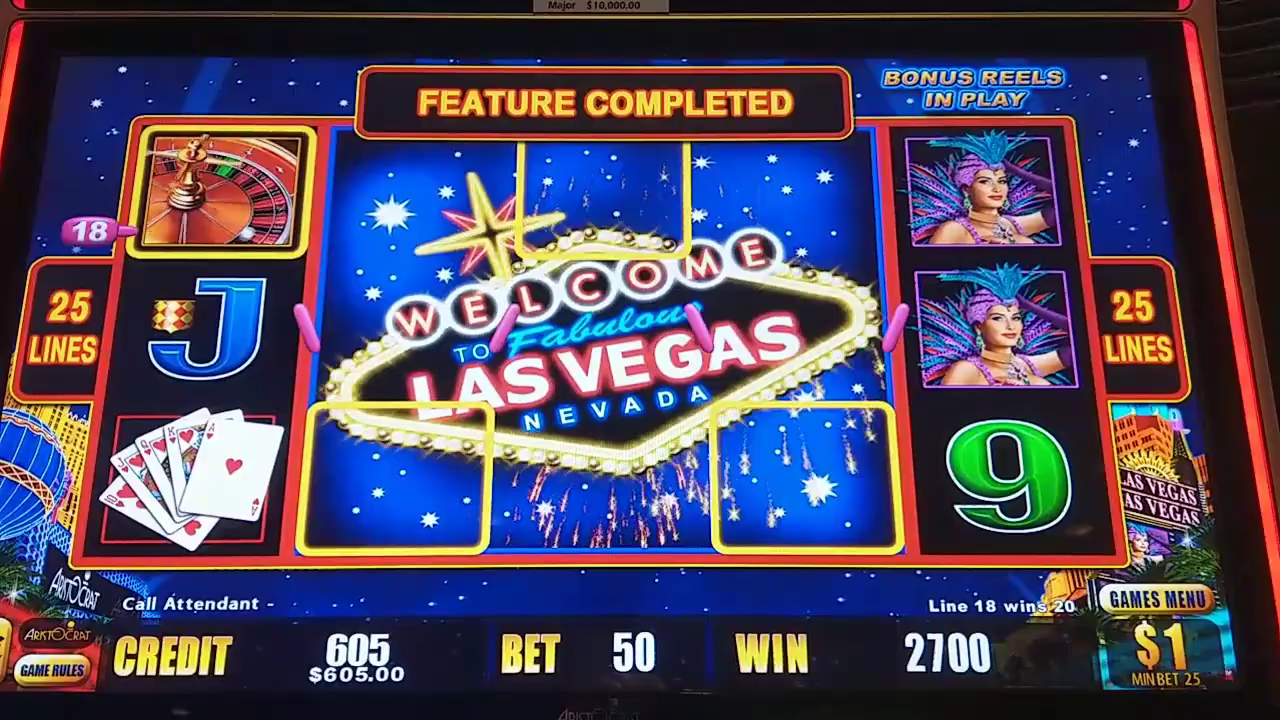 Major $10,000.00
FEATURE COMPLETED
BONUS REELS
IN PLAY
18
25
LINES
J
WELCOME
TO Fabulous
LAS VEGAS
NEVADA
25
LINES
9
J Q K A
A
LAS VEGAS
LAS VEGAS
ARISTOCRAT
Call Attendant -
Line 18 wins 20
GAMES MENU
ARISTOCRAT
GAME RULES
CREDIT
605
$605.00
BET 50
WIN 2700
$1
MIN BET 25
ARISTOCRAT